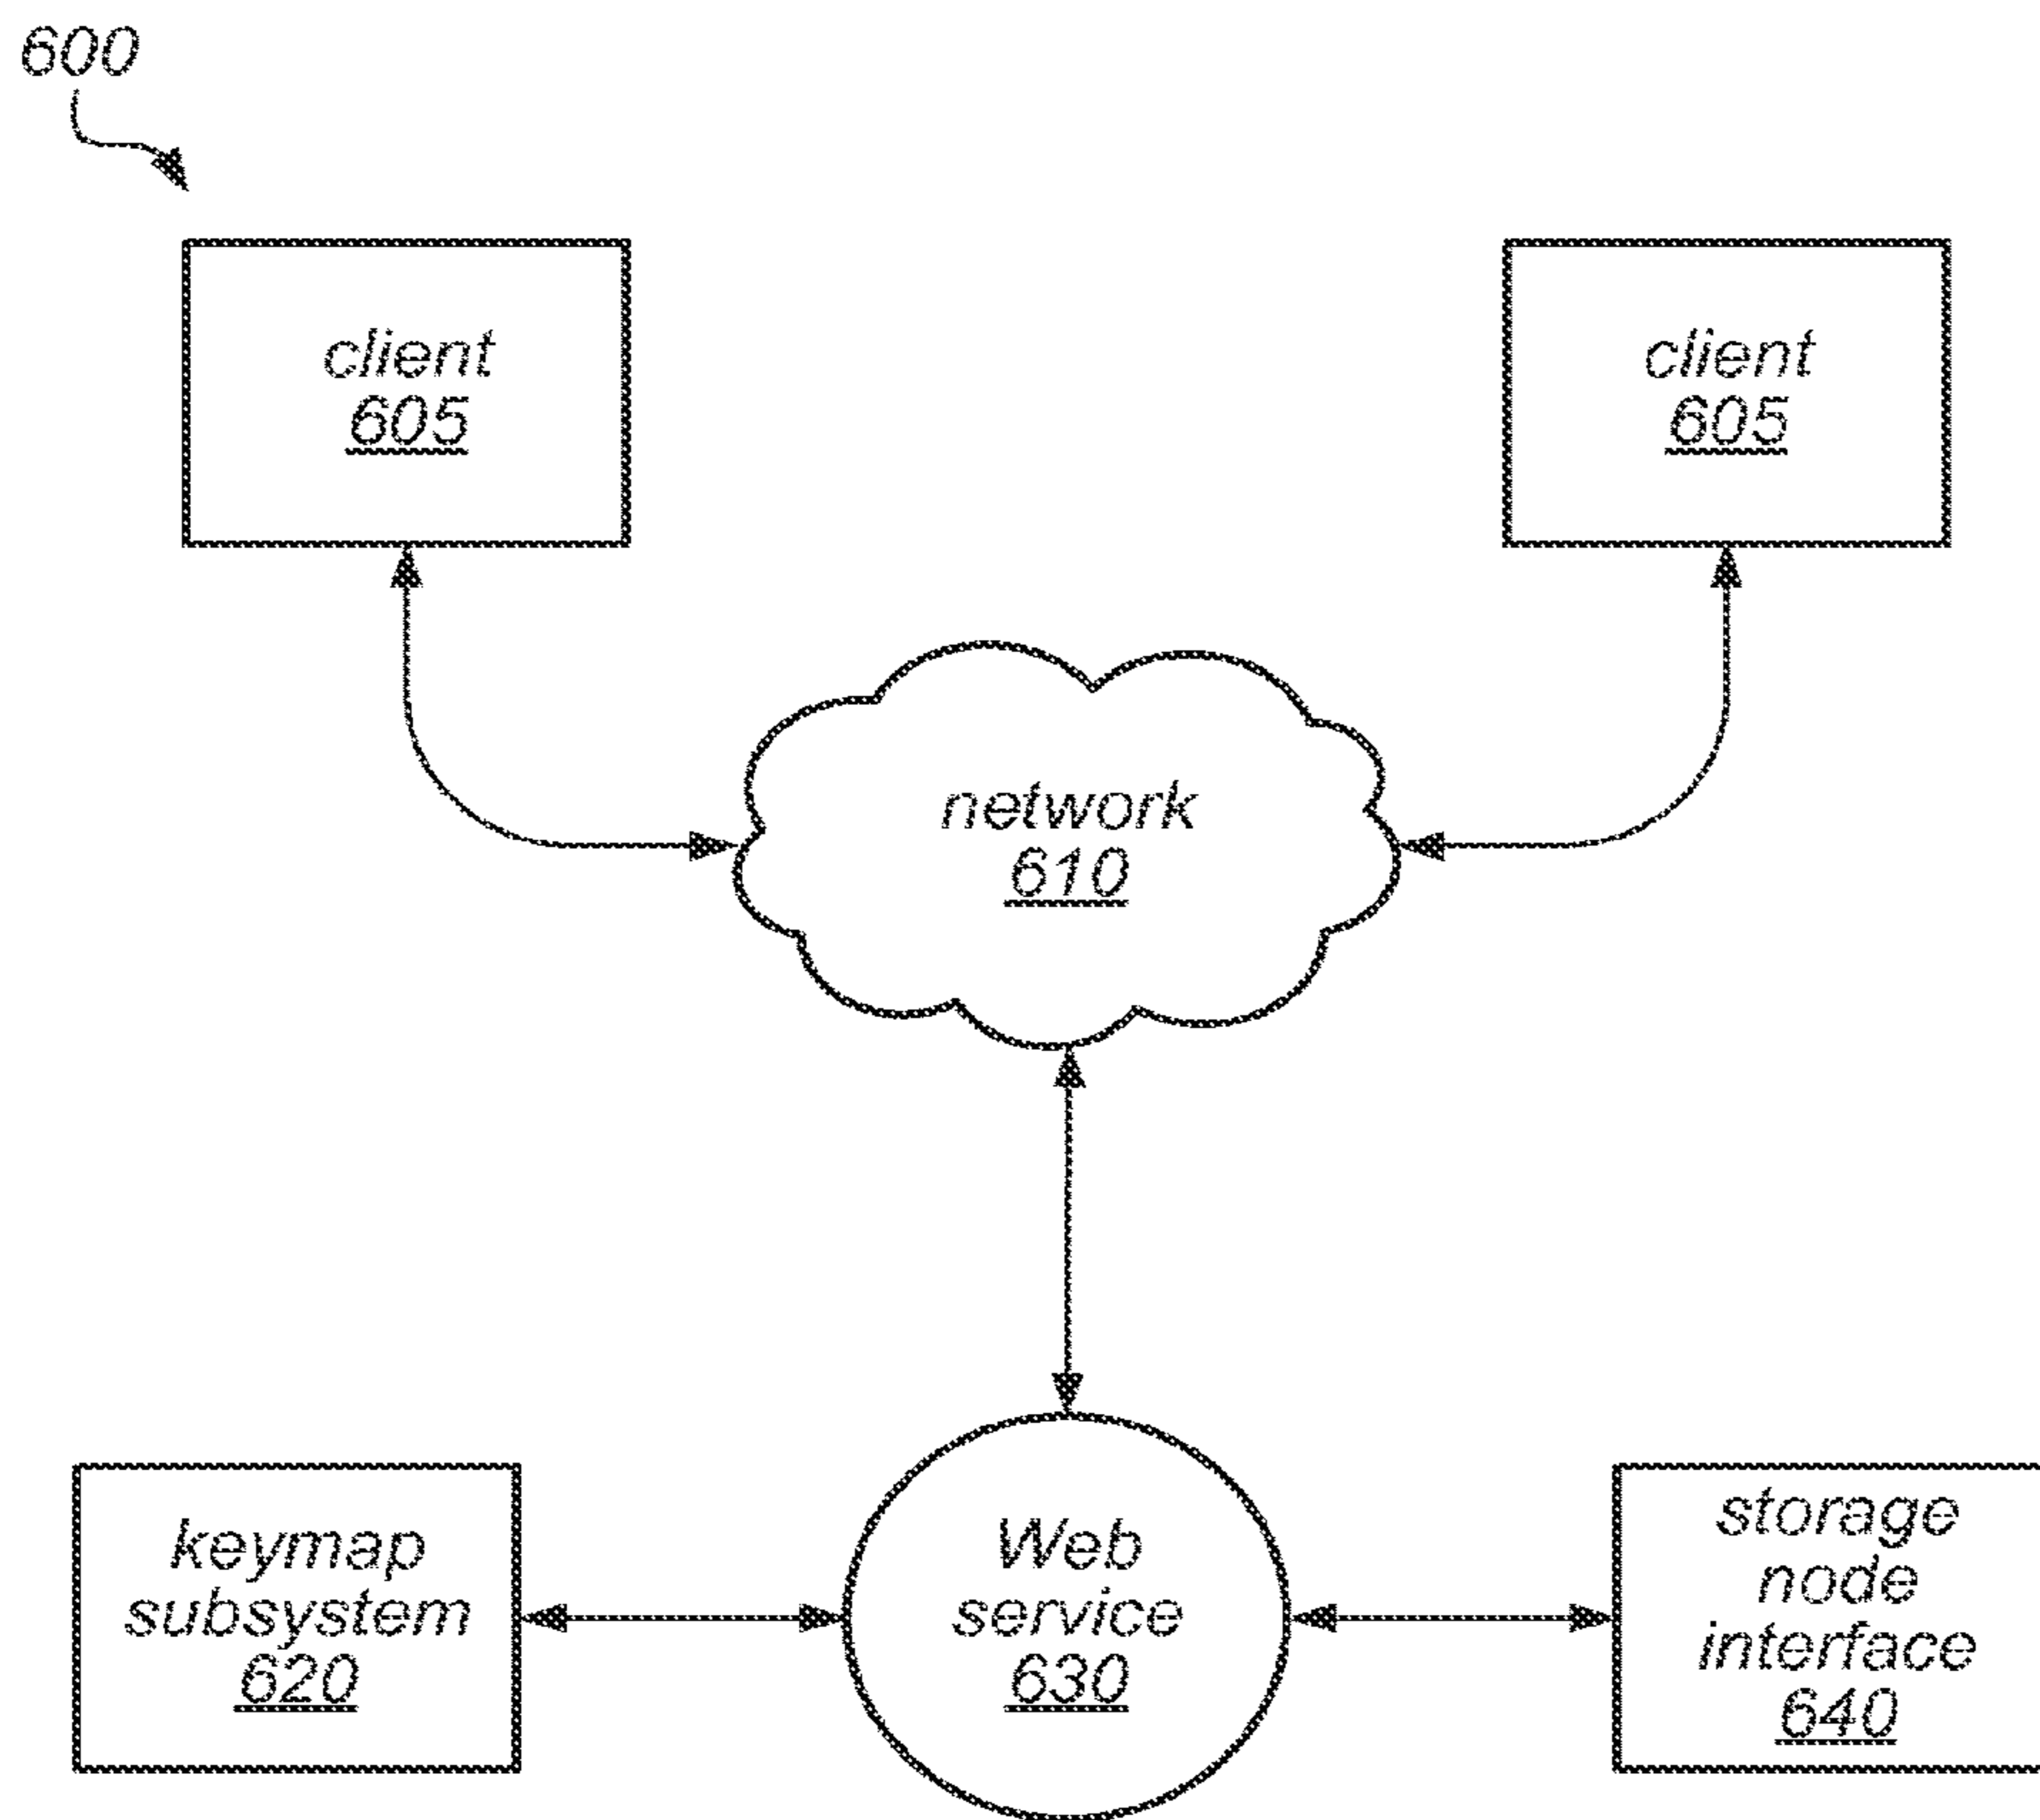 600
client
605
client
605
network
610
keymap
subsystem
620
Web
service
630
storage
node
interface
640